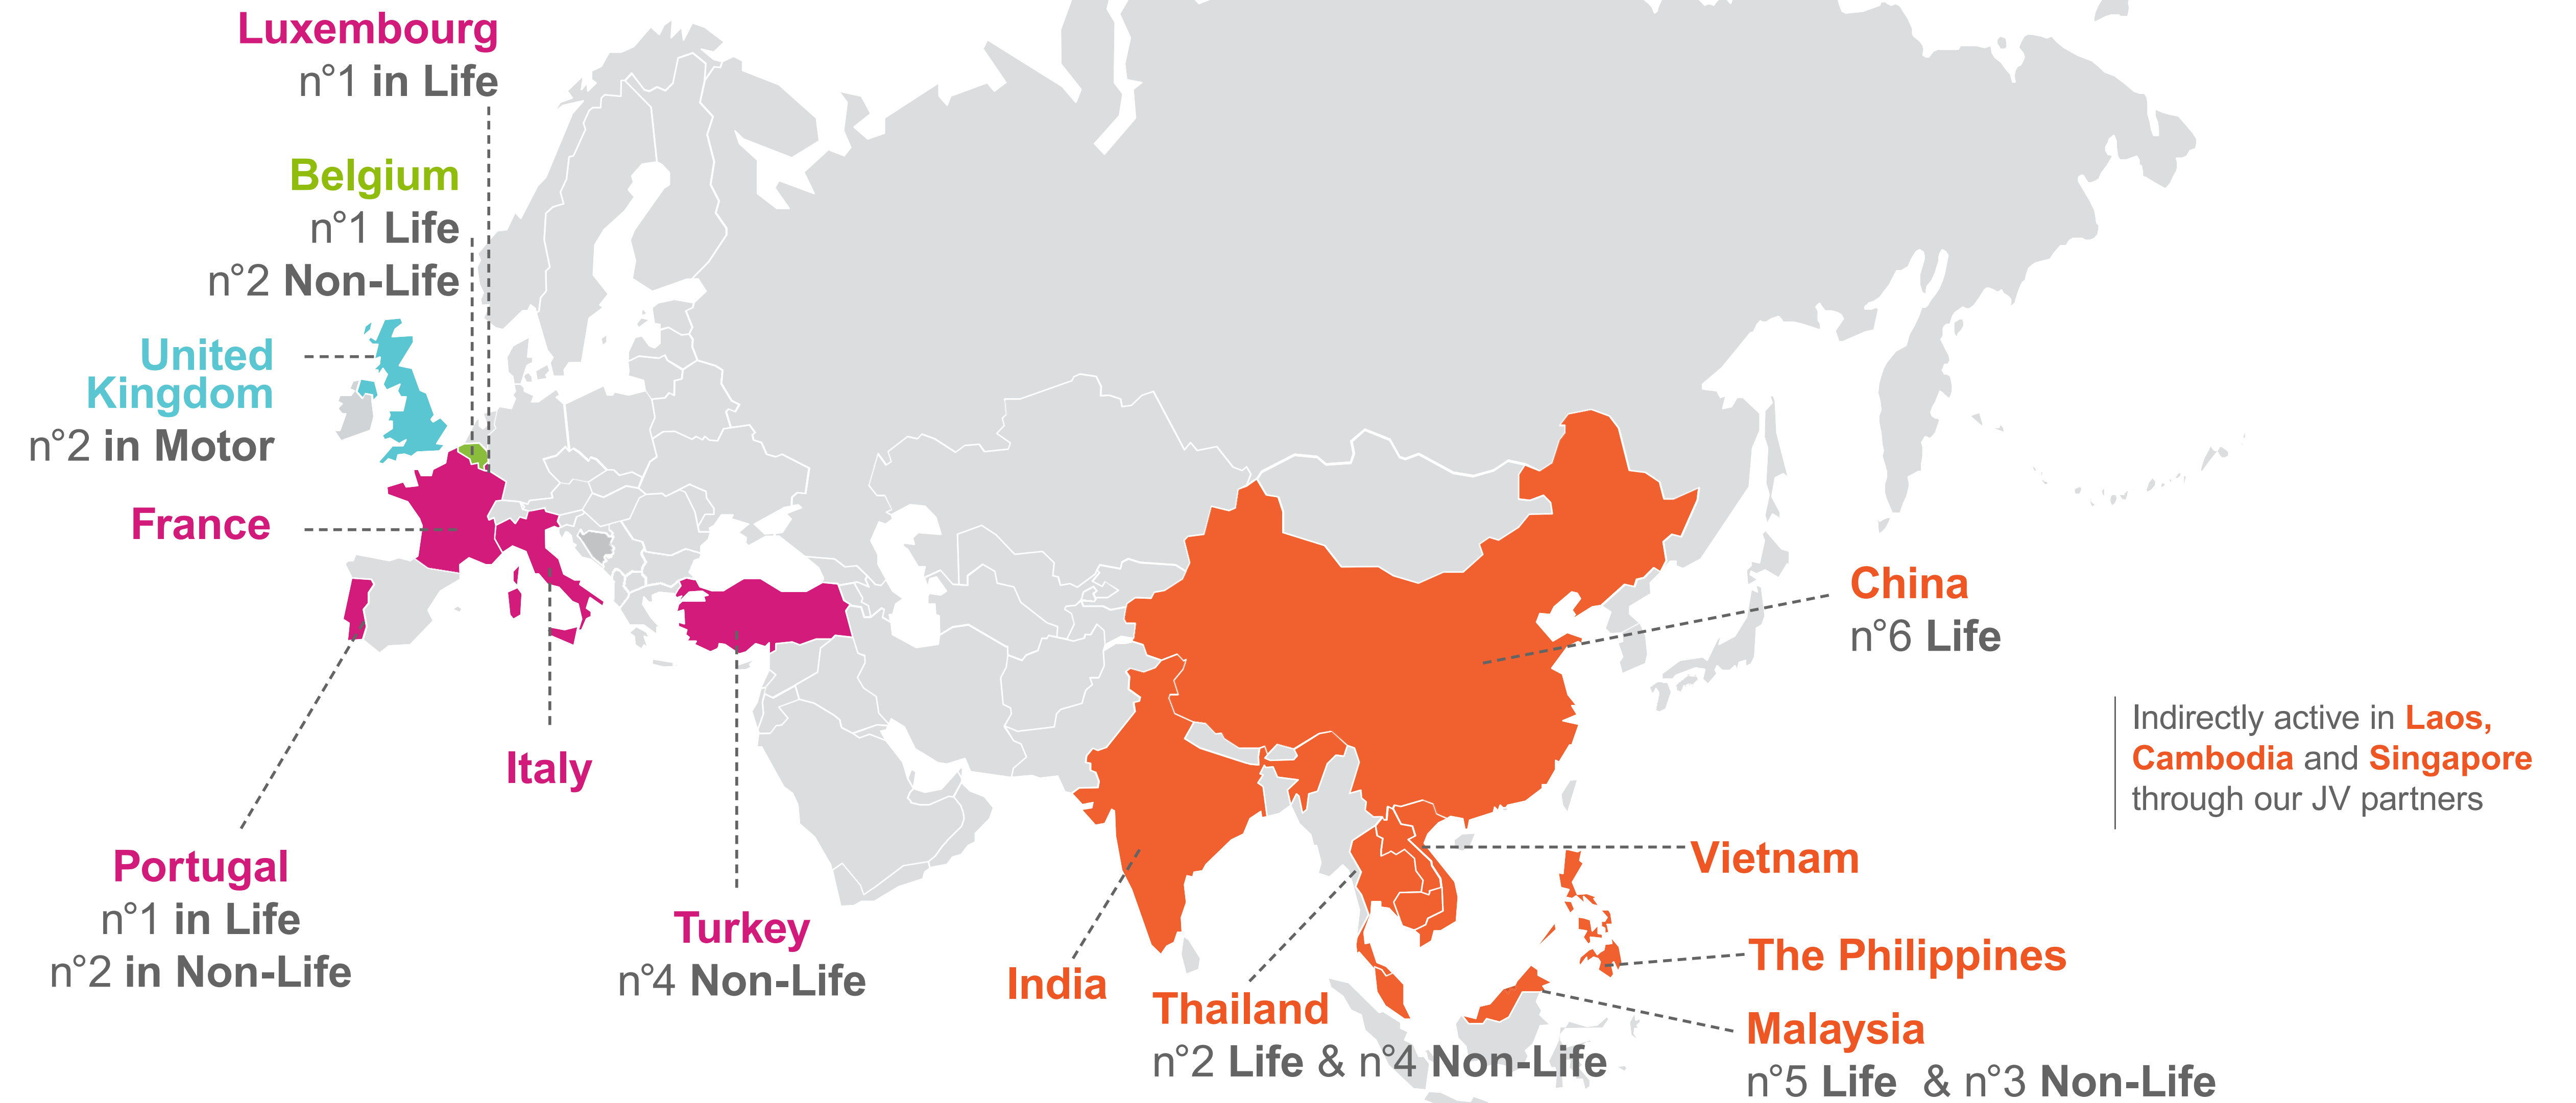 Luxembourg
n°1 in Life
Belgium
n°1 Life
n°2 Non-Life
United
Kingdom
n°2 in Motor
France
Portugal
n°1 in Life
n°2 in Non-Life
Italy
Turkey
n°4 Non-Life
India
Thailand
n°2 Life & n°4 Non-Life
China
n°6 Life
Indirectly active in Laos,
Cambodia and Singapore
through our JV partners
Vietnam
The Philippines
Malaysia
n°5 Life & n°3 Non-Life